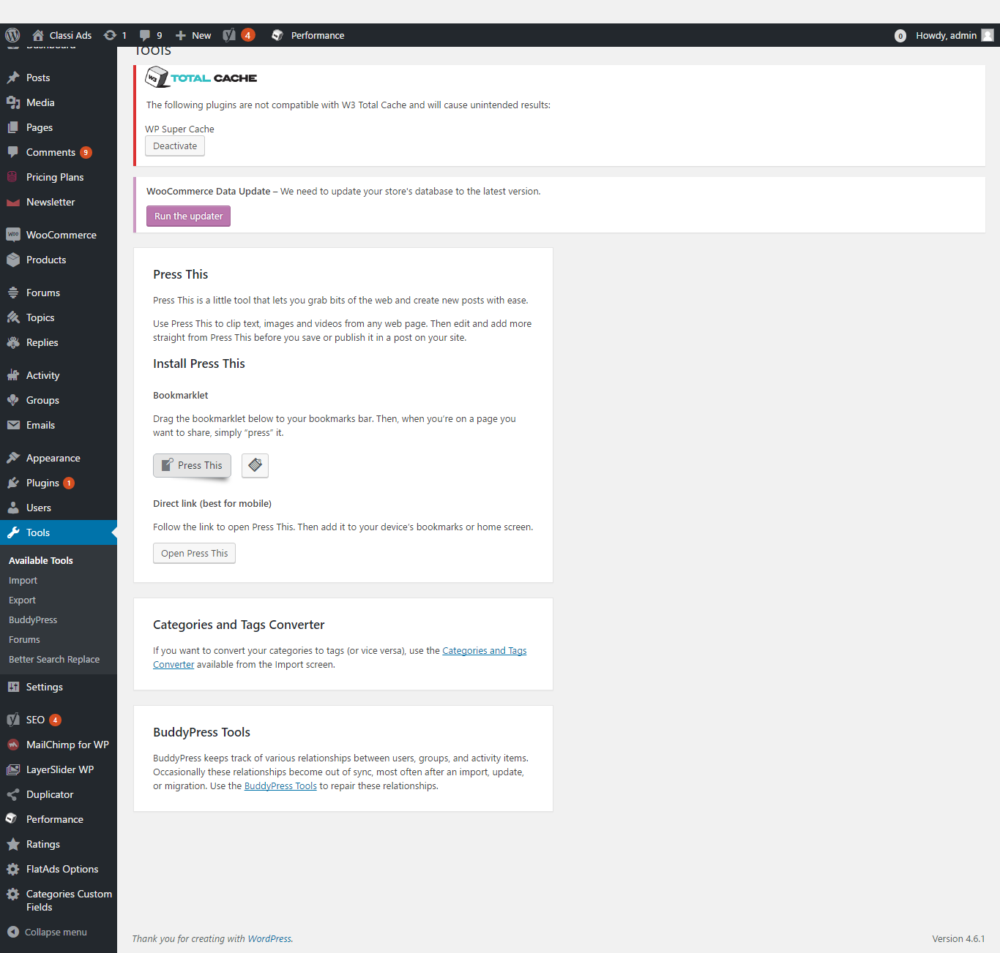 Classi Ads 1 9 New 4 Performance 0 Howdy, admin
Dashboard
Tools
Posts
Media
Pages
Comments 9
Pricing Plans
Newsletter
WooCommerce
Products
Forums
Topics
Replies
Activity
Groups
Emails
Appearance
Plugins 1
Users
Tools
Available Tools
Import
Export
BuddyPress
Forums
Better Search Replace
Settings
SEO 4
MailChimp for WP
LayerSlider WP
Duplicator
Performance
Ratings
FlatAds Options
Categories Custom
Fields
Collapse menu
W3 TOTAL CACHE
The following plugins are not compatible with W3 Total Cache and will cause unintended results:
WP Super Cache
Deactivate
WooCommerce Data Update – We need to update your store's database to the latest version.
Run the updater
Press This
Press This is a little tool that lets you grab bits of the web and create new posts with ease.
Use Press This to clip text, images and videos from any web page. Then edit and add more
straight from Press This before you save or publish it in a post on your site.
Install Press This
Bookmarklet
Drag the bookmarklet below to your bookmarks bar. Then, when you’re on a page you
want to share, simply “press” it.
Press This
Direct link (best for mobile)
Follow the link to open Press This. Then add it to your device’s bookmarks or home screen.
Open Press This
Categories and Tags Converter
If you want to convert your categories to tags (or vice versa), use the Categories and Tags
Converter available from the Import screen.
BuddyPress Tools
BuddyPress keeps track of various relationships between users, groups, and activity items.
Occasionally these relationships become out of sync, most often after an import, update,
or migration. Use the BuddyPress Tools to repair these relationships.
Thank you for creating with WordPress.
Version 4.6.1